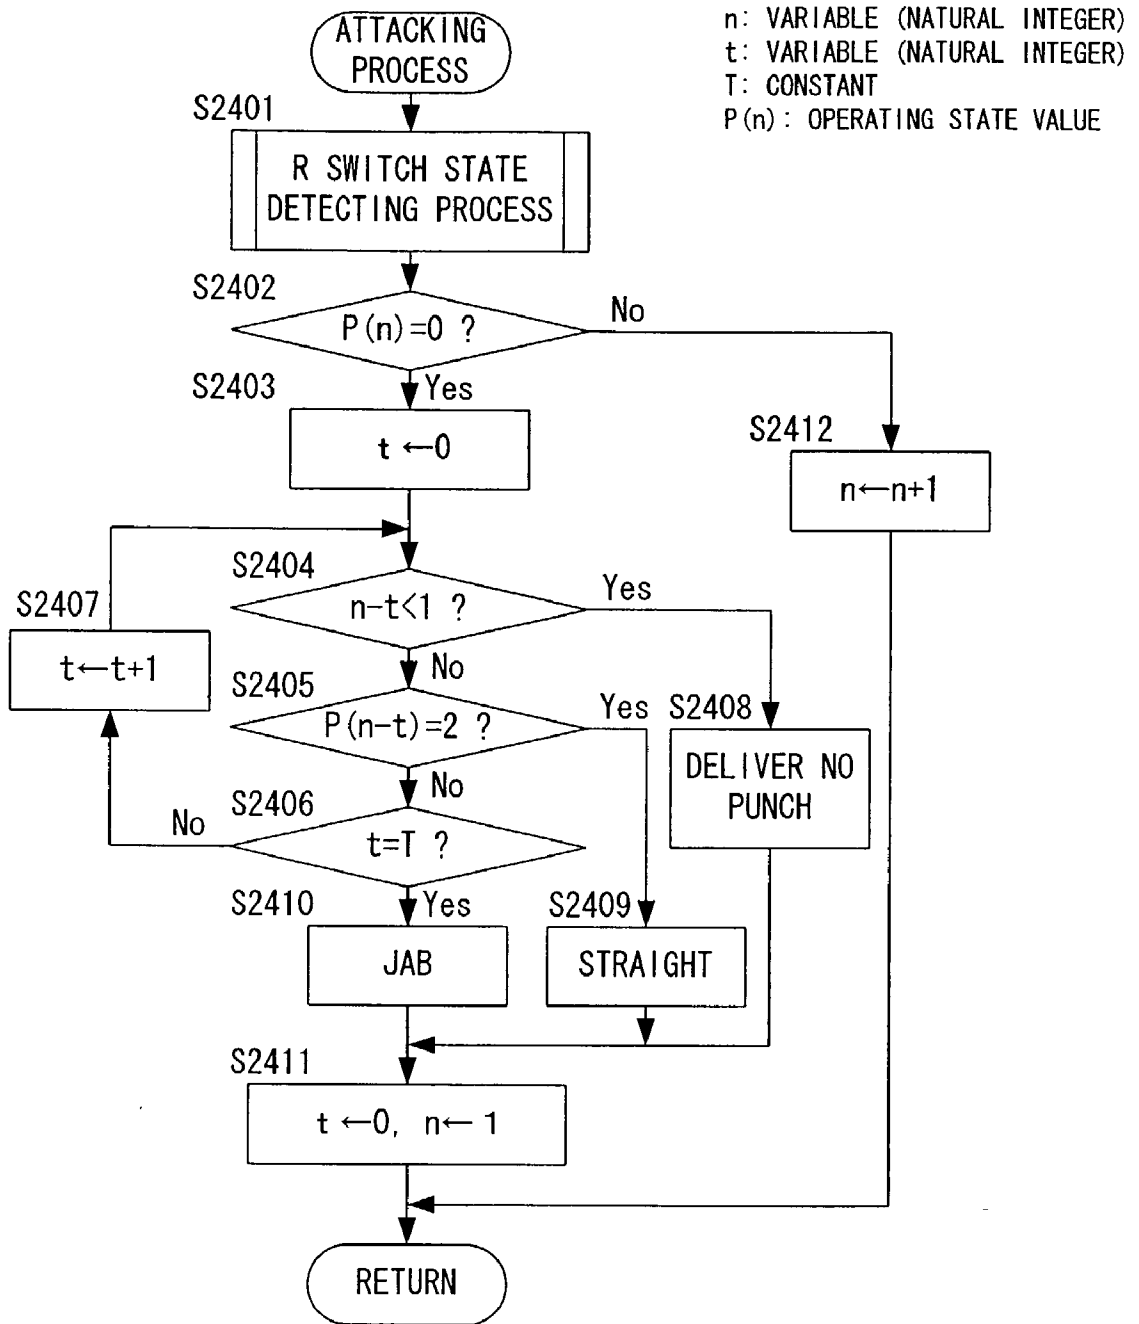 n: VARIABLE (NATURAL INTEGER)
t: VARIABLE (NATURAL INTEGER)
T: CONSTANT
P(n): OPERATING STATE VALUE
ATTACKING
PROCESS
S2401
R SWITCH STATE
DETECTING PROCESS
S2402
P(n)=0 ?
No
Yes
S2403
t←0
S2412
n←n+1
S2404
n-t<1 ?
Yes
No
S2407
t←t+1
S2405
P(n-t)=2 ?
Yes
No
S2408
DELIVER NO
PUNCH
S2406
t=T ?
No
Yes
S2410
JAB
S2409
STRAIGHT
S2411
t←0, n←1
RETURN